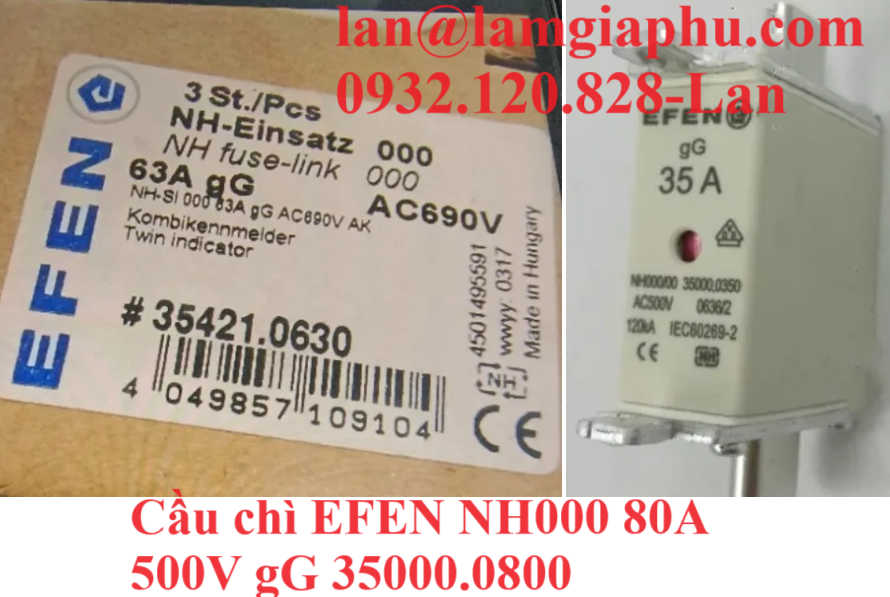 lan@lamgiaphu.com
0932.120.828-Lan
EFEN
3 St./Pcs
NH-Einsatz 000
NH fuse-link 000
63A gG AC690V
NH-SI 000 63A gG AC690V AK
Kombikennmelder
Twin indicator
# 35421.0630
4 049857 109104
4501495591
wwyy: 0317
Made in Hungary
NH
CE
EFEN
gG
35 A
NH000/00 35000,0350
AC500V 0636/2
120kA IEC60269-2
CE
Cầu chì EFEN NH000 80A
500V gG 35000.0800